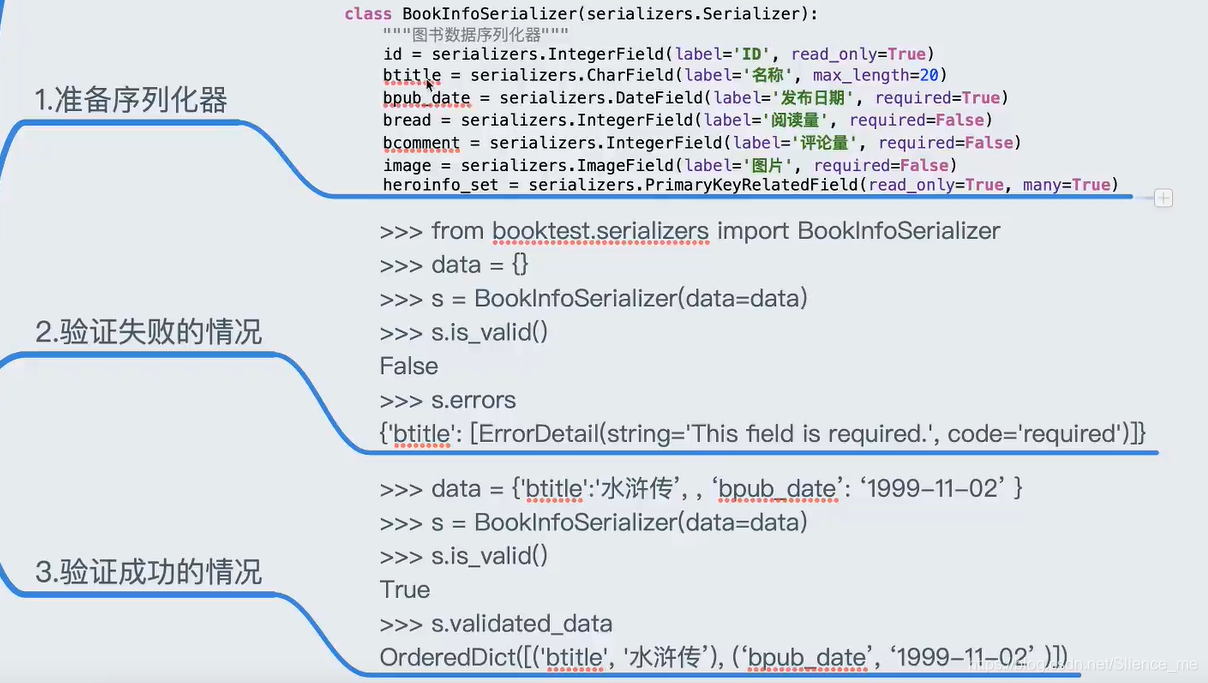 class BookInfoSerializer(serializers.Serializer):
"""图书数据序列化器"""
id = serializers.IntegerField(label='ID', read_only=True)
btitle = serializers.CharField(label='名称', max_length=20)
bpub_date = serializers.DateField(label='发布日期', required=True)
bread = serializers.IntegerField(label='阅读量', required=False)
bcomment = serializers.IntegerField(label='评论量', required=False)
image = serializers.ImageField(label='图片', required=False)
heroinfo_set = serializers.PrimaryKeyRelatedField(read_only=True, many=True)
1.准备序列化器
>>> from booktest.serializers import BookInfoSerializer
>>> data = {}
>>> s = BookInfoSerializer(data=data)
>>> s.is_valid()
False
>>> s.errors
{'btitle': [ErrorDetail(string='This field is required.', code='required')]}
2.验证失败的情况
>>> data = {'btitle':'水浒传’, , ‘bpub_date’: ‘1999-11-02’ }
>>> s = BookInfoSerializer(data=data)
>>> s.is_valid()
True
>>> s.validated_data
OrderedDict([('btitle', '水浒传’), (‘bpub_date’, ‘1999-11-02’ )])
3.验证成功的情况
https://blog.csdn.net/Silence_me